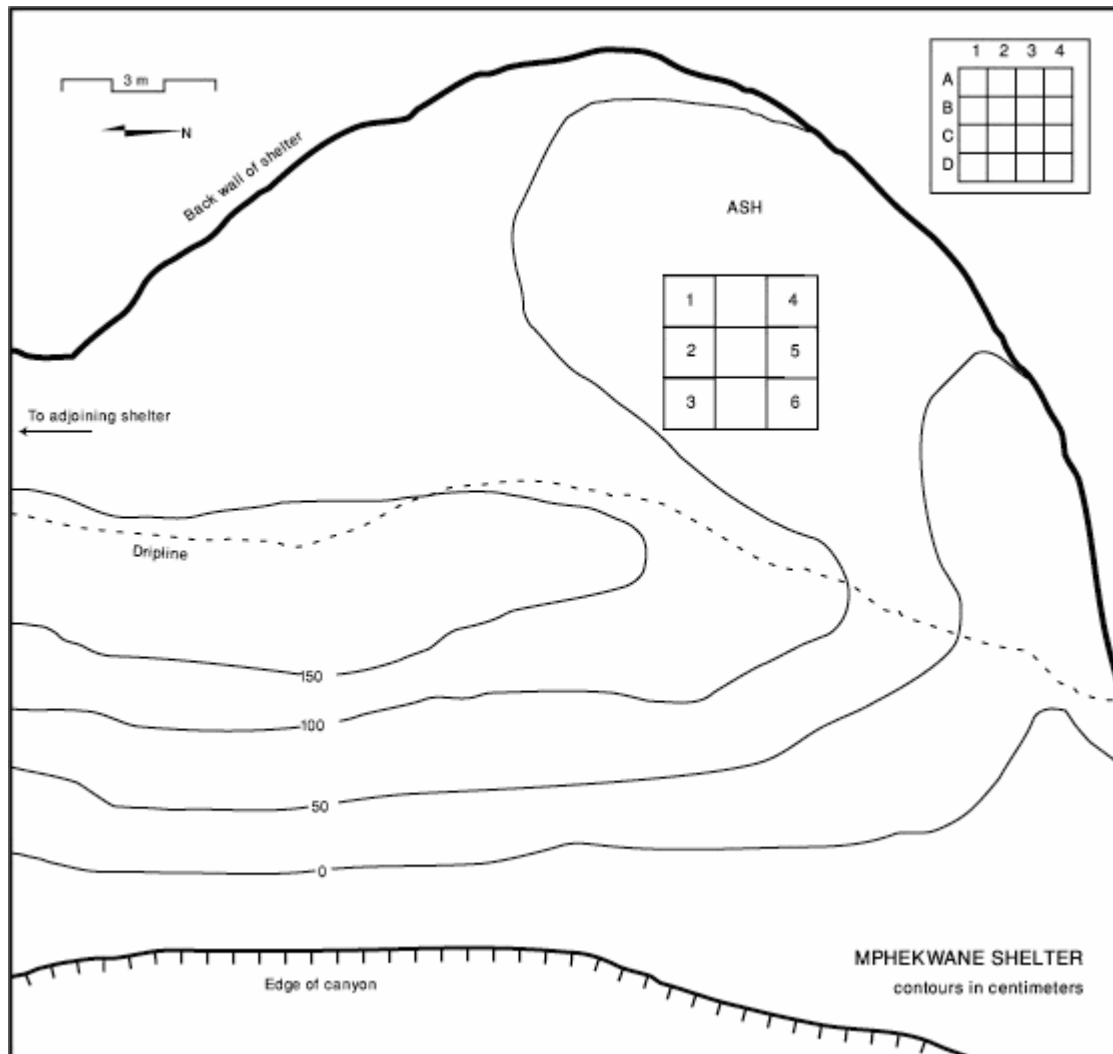 3 m
N
Back wall of shelter
1 2 3 4
A
B
C
D
ASH
1 4
2 5
3 6
To adjoining shelter
Dripline
150
100
50
0
Edge of canyon
MPHEKWANE SHELTER
contours in centimeters